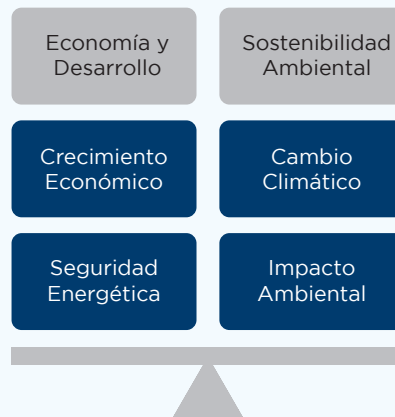 Economía y
Desarrollo
Sostenibilidad
Ambiental
Crecimiento
Económico
Cambio
Climático
Seguridad
Energética
Impacto
Ambiental